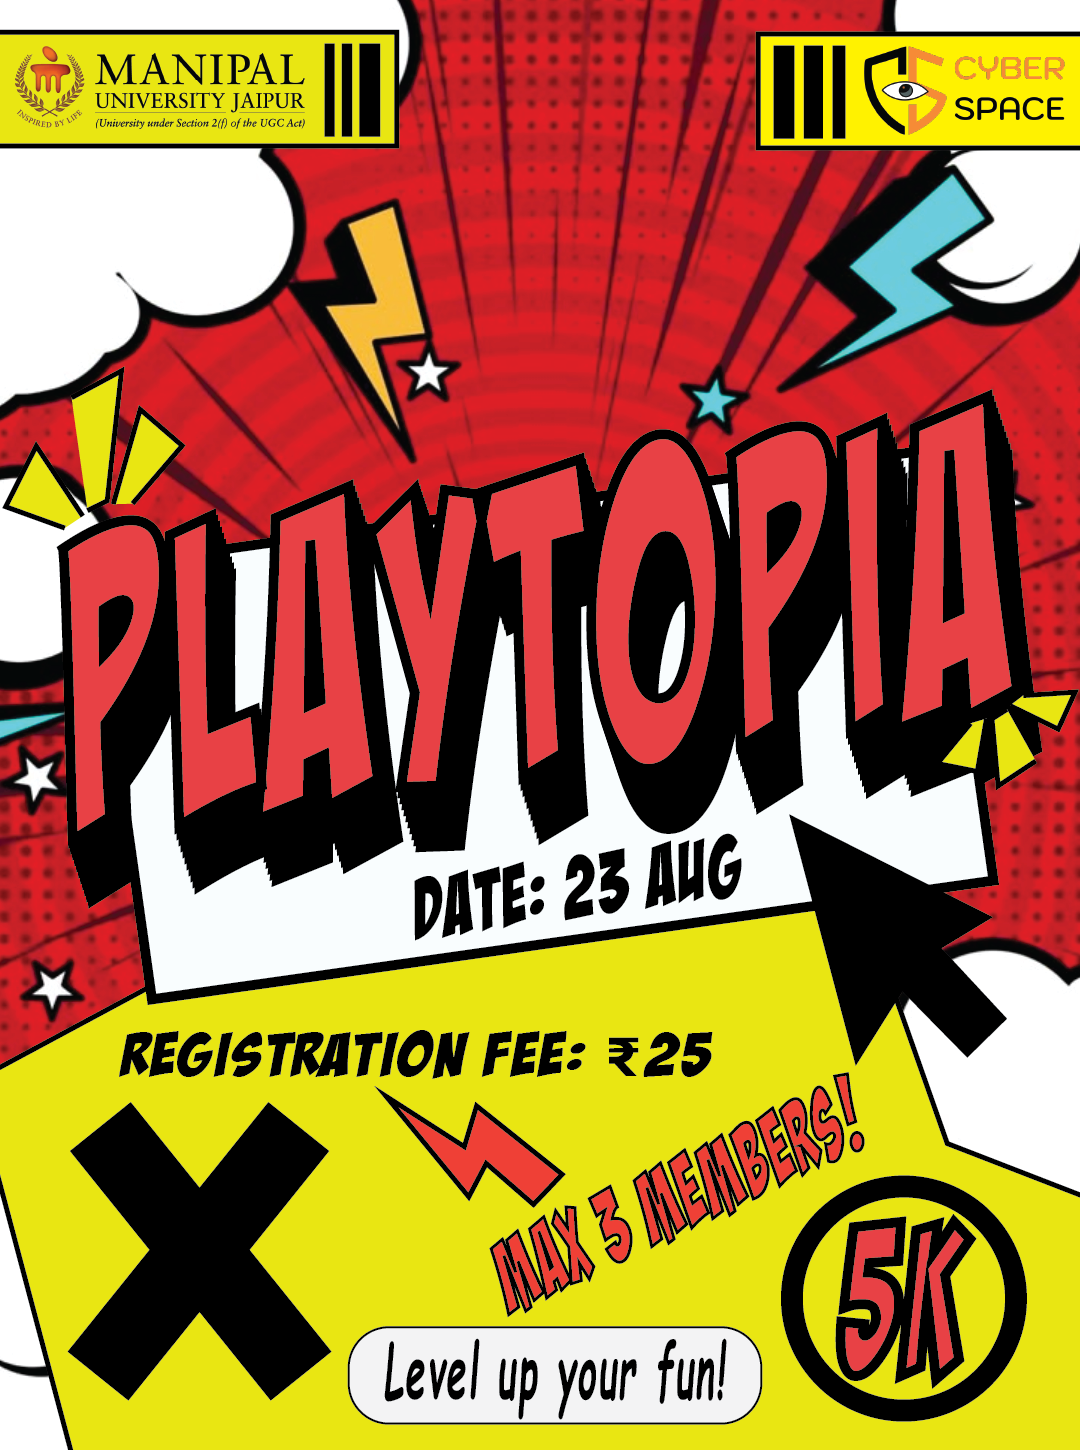 MANIPAL
UNIVERSITY JAIPUR
(University under Section 2(f) of the UGC Act)
INSPIRED BY LIFE
CYBER
SPACE
PLAYTOPIA
DATE: 23 AUG
REGISTRATION FEE: ₹25
MAX 3 MEMBERS!
5K
Level up your fun!